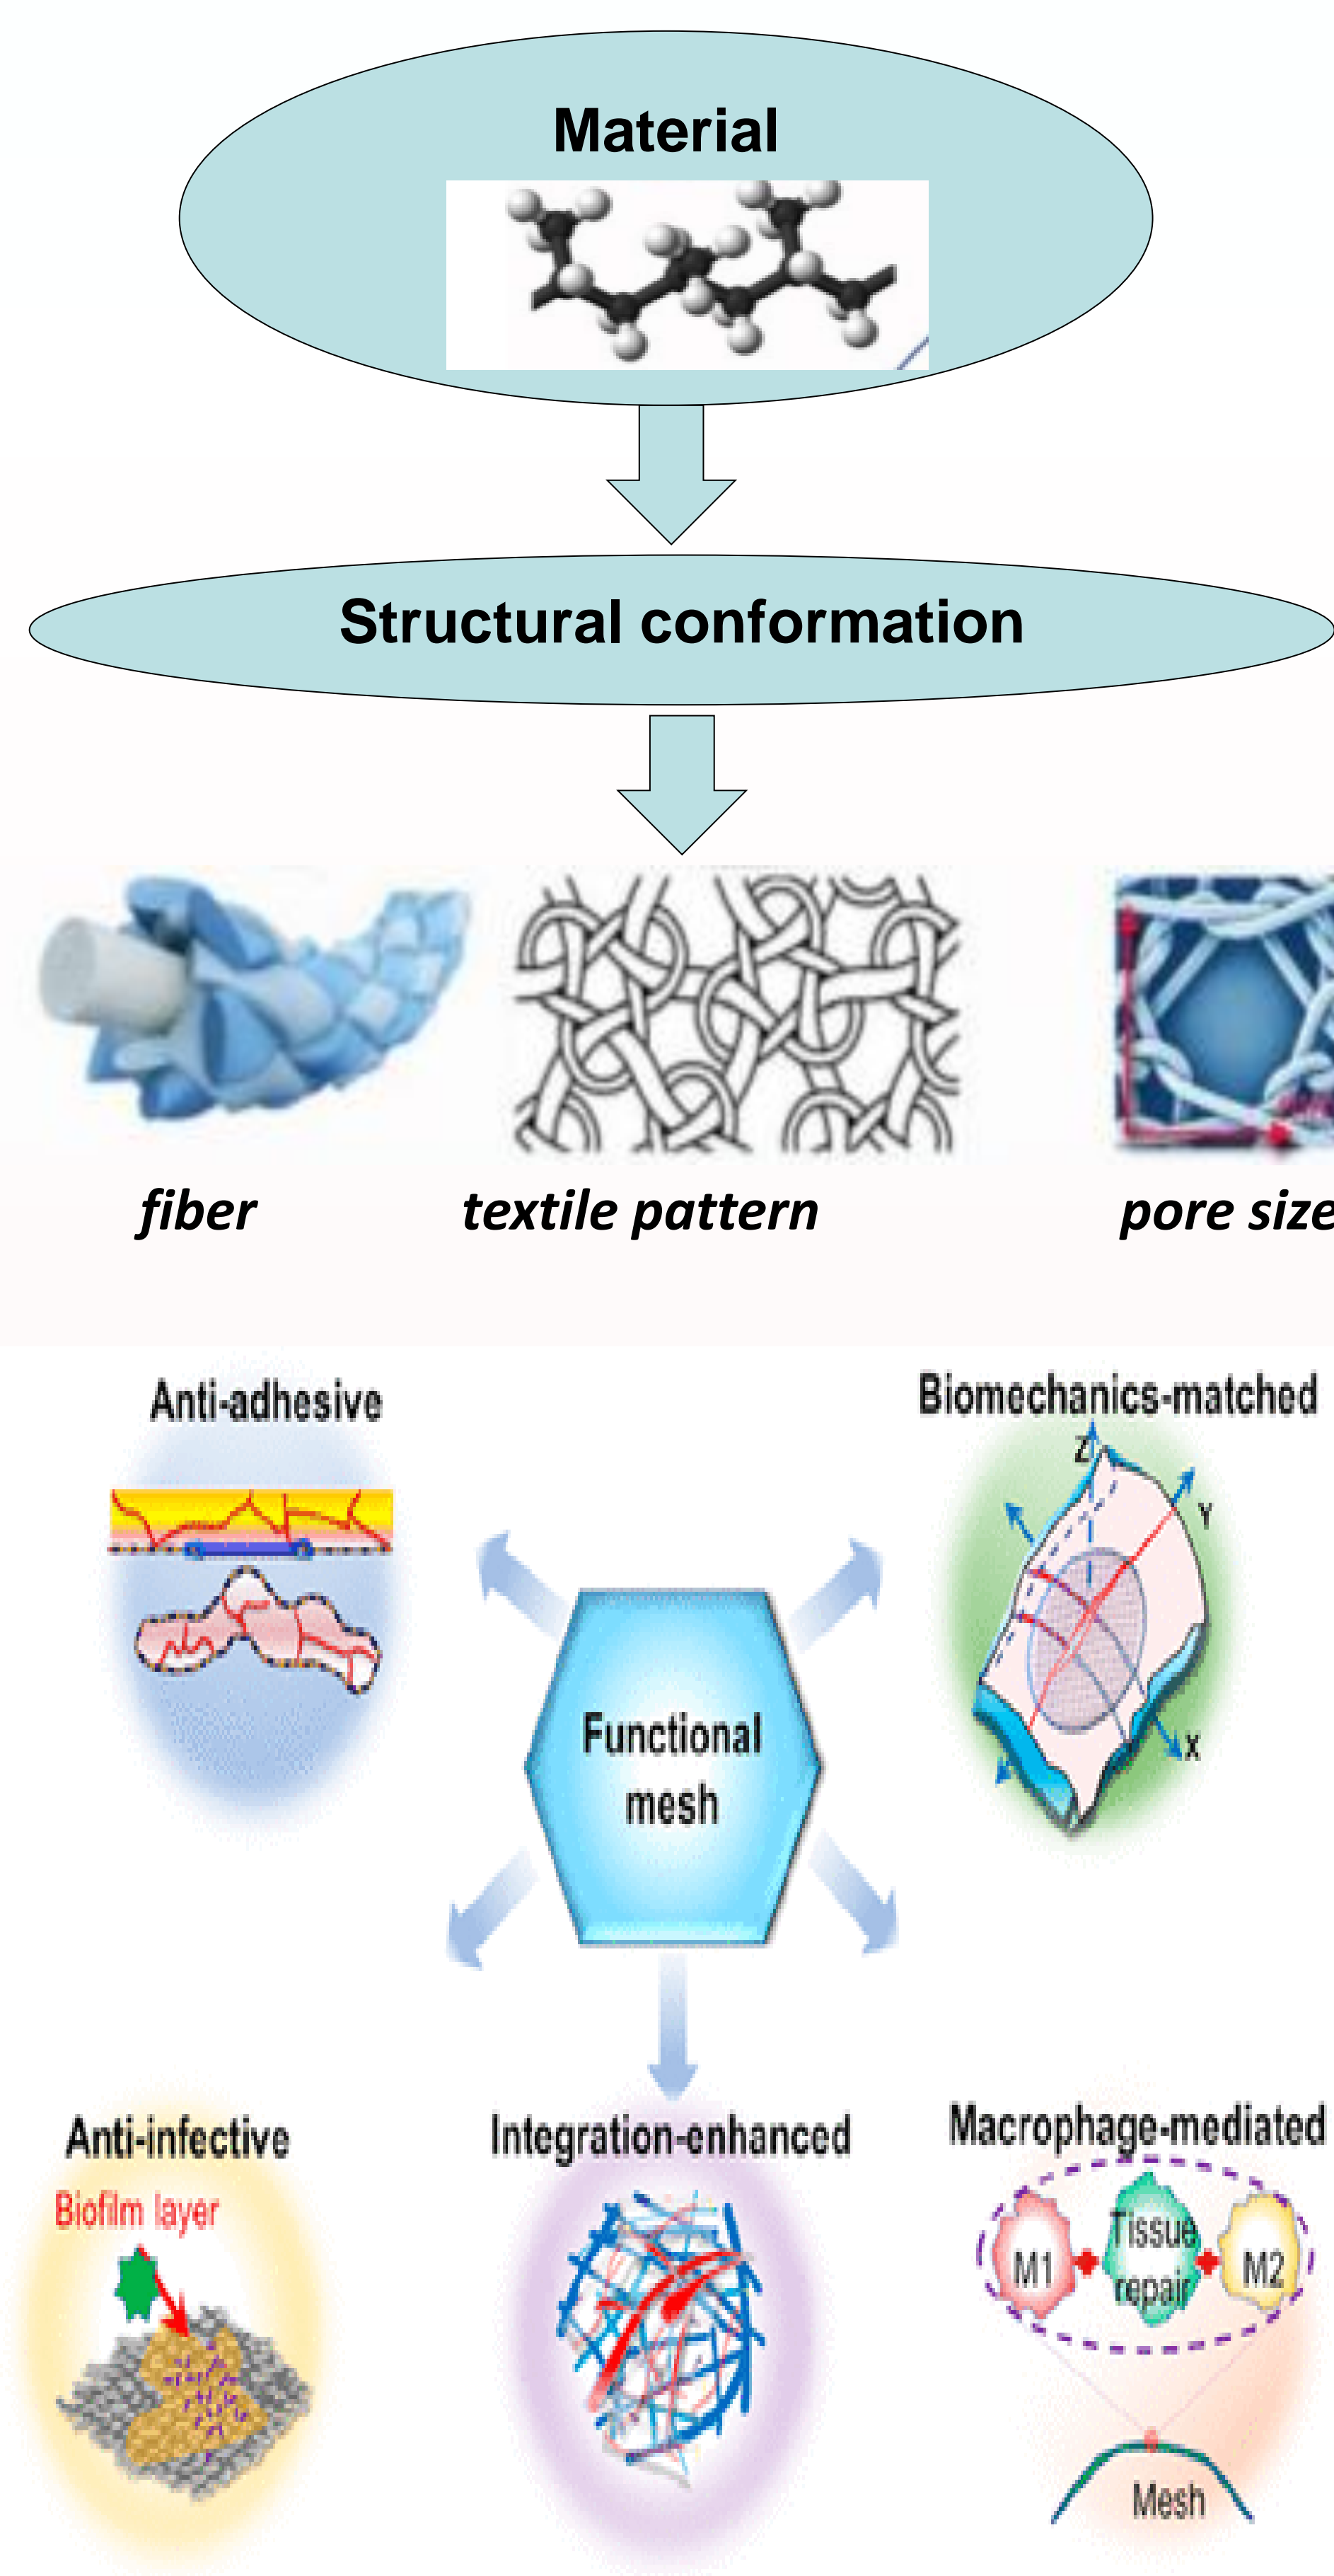 Material
Structural conformation
fiber
textile pattern
pore size
Anti-adhesive
Biomechanics-matched
Z
Y
X
Functional
mesh
Anti-infective
Biofilm layer
Integration-enhanced
Macrophage-mediated
M1
Tissue
repair
M2
Mesh